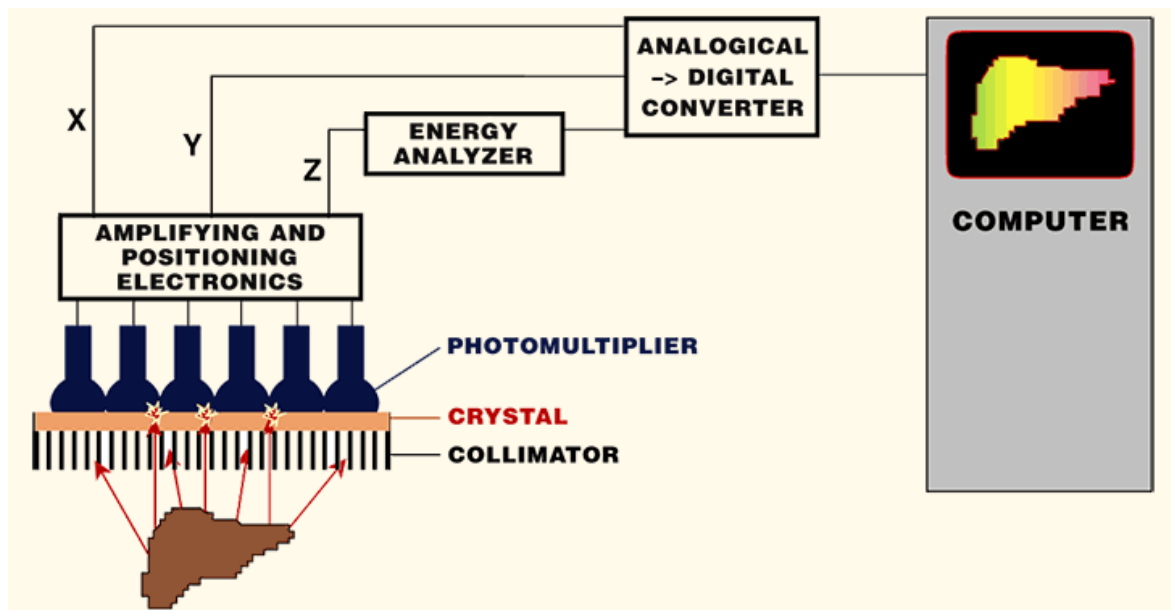 X
Y
Z
ANALOGICAL
–> DIGITAL
CONVERTER
ENERGY
ANALYZER
COMPUTER
AMPLIFYING AND
POSITIONING
ELECTRONICS
PHOTOMULTIPLIER
CRYSTAL
COLLIMATOR